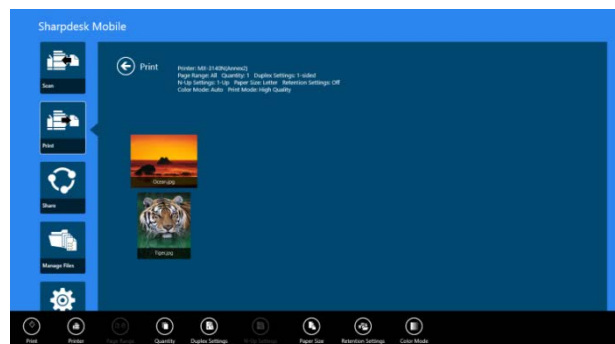 Sharpdesk Mobile
Scan
Print
Share
Manage Files
Print
Printer: MX-3140N(Annex2)
Page Range: All Quantity: 1 Duplex Settings: 1-sided
N-Up Settings: 1-Up Paper Size: Letter Retention Settings: Off
Color Mode: Auto Print Mode: High Quality
Ocean.jpg
Tiger.jpg
Print Printer Page Range Quantity Duplex Settings N-Up Settings Paper Size Retention Settings Color Mode